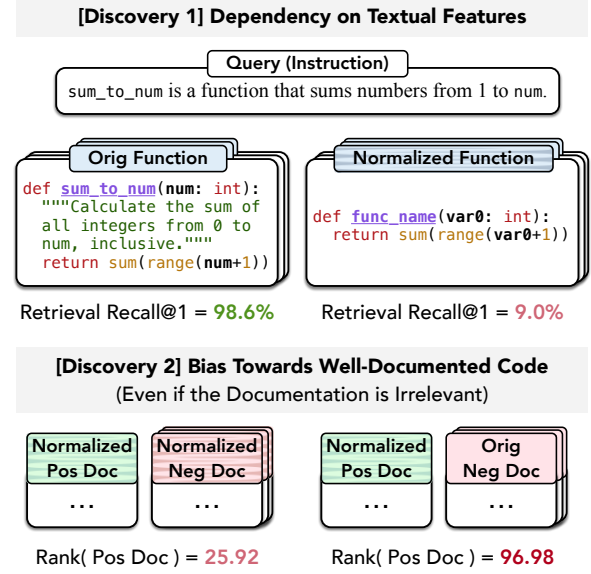 [Discovery 1] Dependency on Textual Features
Query (Instruction)
sum_to_num is a function that sums numbers from 1 to num.
Orig Function
def sum_to_num(num: int):
"""Calculate the sum of
all integers from 0 to
num, inclusive."""
return sum(range(num+1))
Retrieval Recall@1 = 98.6%
Normalized Function
def func_name(var0: int):
return sum(range(var0+1))
Retrieval Recall@1 = 9.0%
[Discovery 2] Bias Towards Well-Documented Code
(Even if the Documentation is Irrelevant)
Normalized
Pos Doc
...
Normalized
Neg Doc
...
Rank( Pos Doc ) = 25.92
Normalized
Pos Doc
...
Orig
Neg Doc
...
Rank( Pos Doc ) = 96.98